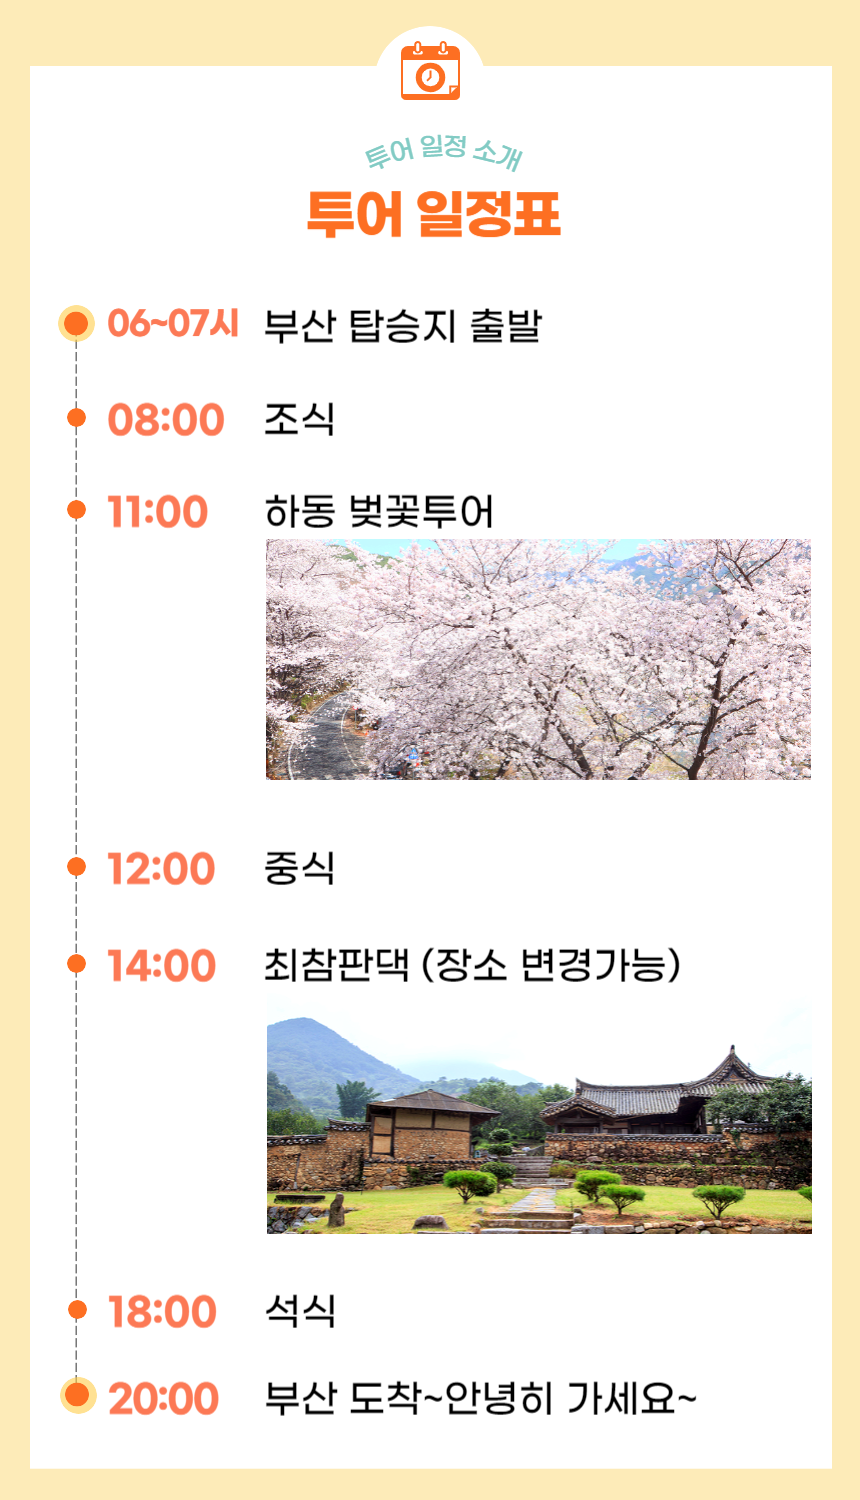 투어 일정 소개
투어 일정표
06~07시 부산 탑승지 출발
08:00 조식
11:00 하동 벚꽃투어
12:00 중식
14:00 최참판댁 (장소 변경가능)
18:00 석식
20:00 부산 도착~안녕히 가세요~